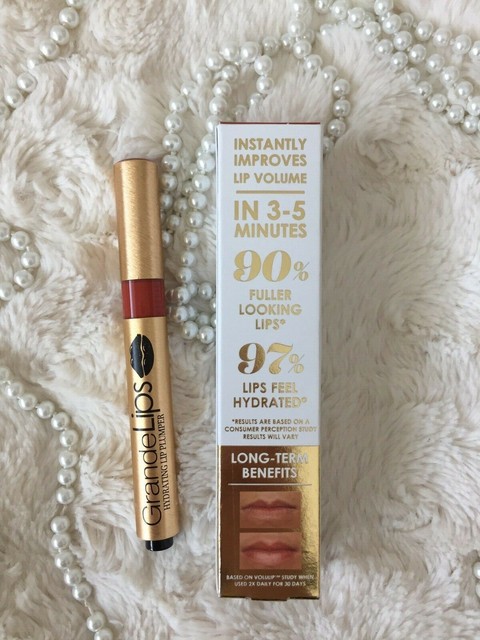 GrandeLips
HYDRATING LIP PLUMPER
INSTANTLY
IMPROVES
LIP VOLUME
IN 3-5
MINUTES
90%
FULLER
LOOKING
LIPS*
97%
LIPS FEEL
HYDRATED*
*RESULTS ARE BASED ON A
CONSUMER PERCEPTION STUDY
RESULTS WILL VARY
LONG-TERM
BENEFITS
BASED ON VOLULIP™ STUDY WHEN
USED 2X DAILY FOR 30 DAYS